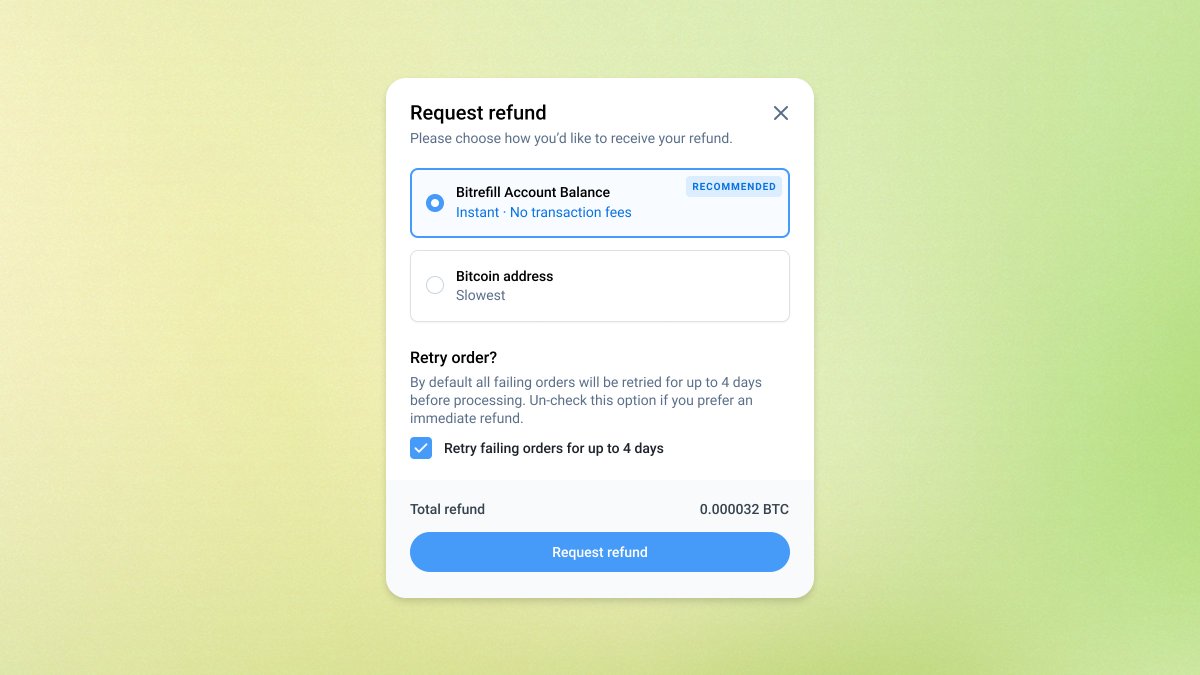 Request refund
Please choose how you’d like to receive your refund.
Bitrefill Account Balance
RECOMMENDED
Instant · No transaction fees
Bitcoin address
Slowest
Retry order?
By default all failing orders will be retried for up to 4 days
before processing. Un-check this option if you prefer an
immediate refund.
Retry failing orders for up to 4 days
Total refund 0.000032 BTC
Request refund